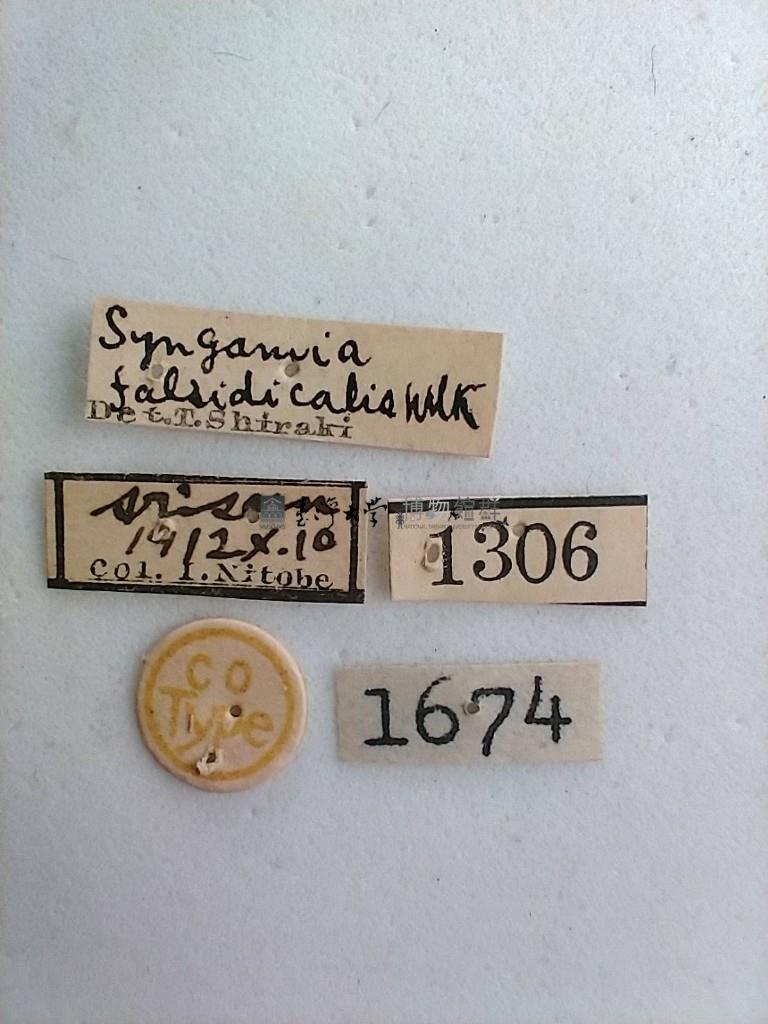 Syngamia
falsidicalis WlK
Det. T. Shiraki
arisan
1912 X. 10
Col. I. Nitobe
1306
CO
Type
1674